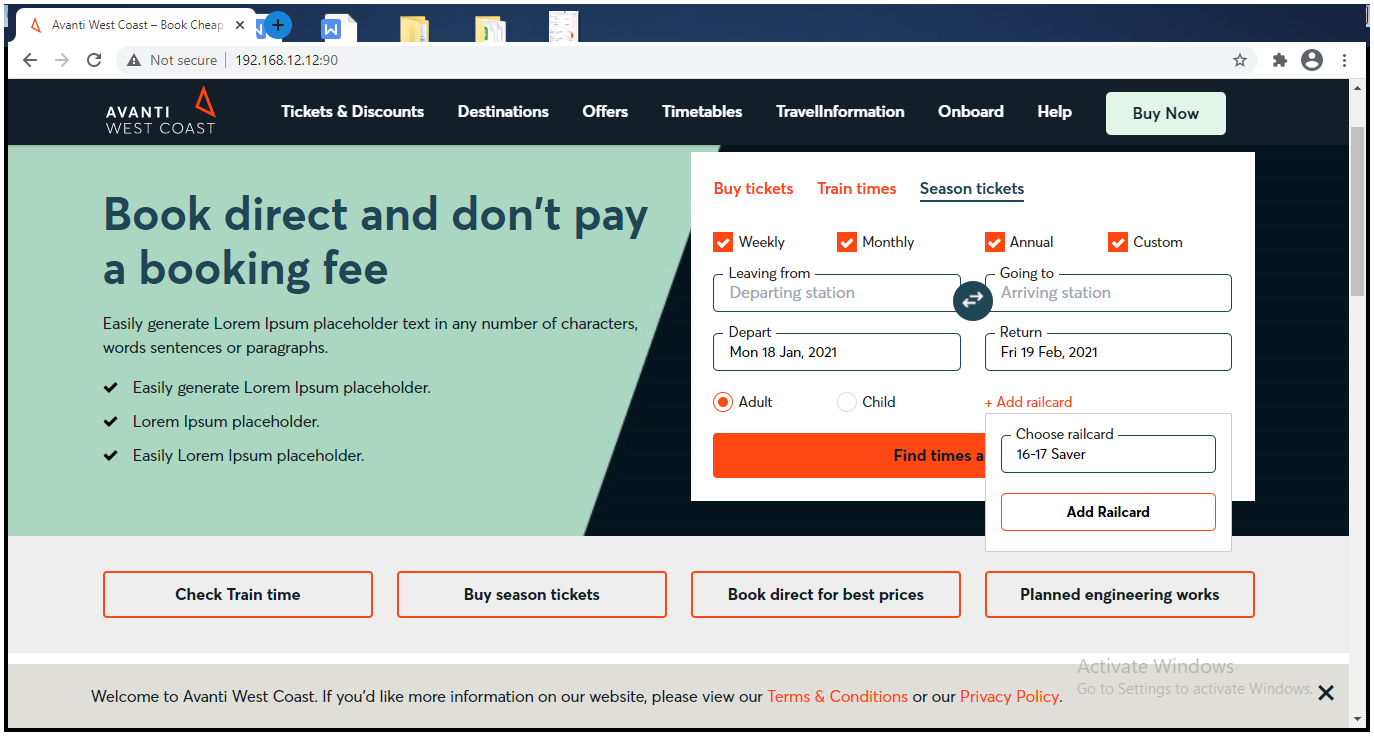 Avanti West Coast – Book Cheap
Not secure
192.168.12.12:90
AVANTI
WEST COAST
Tickets & Discounts
Destinations
Offers
Timetables
TravelInformation
Onboard
Help
Buy Now
Book direct and don't pay
a booking fee
Easily generate Lorem Ipsum placeholder text in any number of characters,
words sentences or paragraphs.
Easily generate Lorem Ipsum placeholder.
Lorem Ipsum placeholder.
Easily Lorem Ipsum placeholder.
Buy tickets
Train times
Season tickets
Weekly
Monthly
Annual
Custom
Leaving from
Departing station
Going to
Arriving station
Depart
Mon 18 Jan, 2021
Return
Fri 19 Feb, 2021
Adult
Child
+ Add railcard
Find times a
Choose railcard
16-17 Saver
Add Railcard
Check Train time
Buy season tickets
Book direct for best prices
Planned engineering works
Activate Windows
Go to Settings to activate Windows.
Welcome to Avanti West Coast. If you'd like more information on our website, please view our Terms & Conditions or our Privacy Policy.